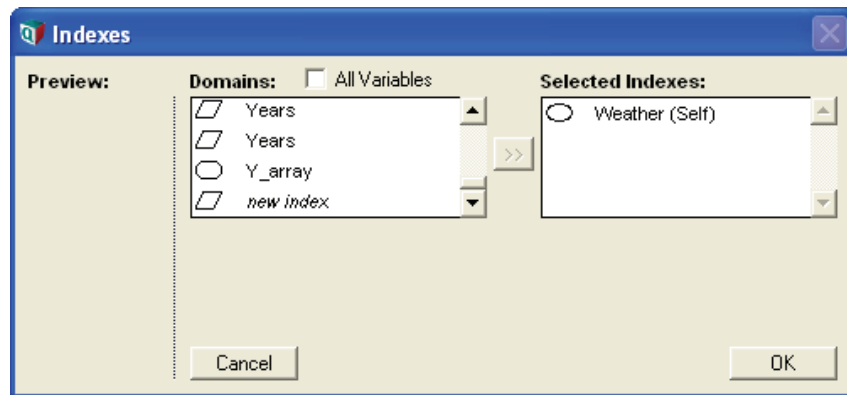 Indexes
Preview:
Domains:
All Variables
Selected Indexes:
Years
Years
Y_array
new index
>>
Weather (Self)
Cancel
OK